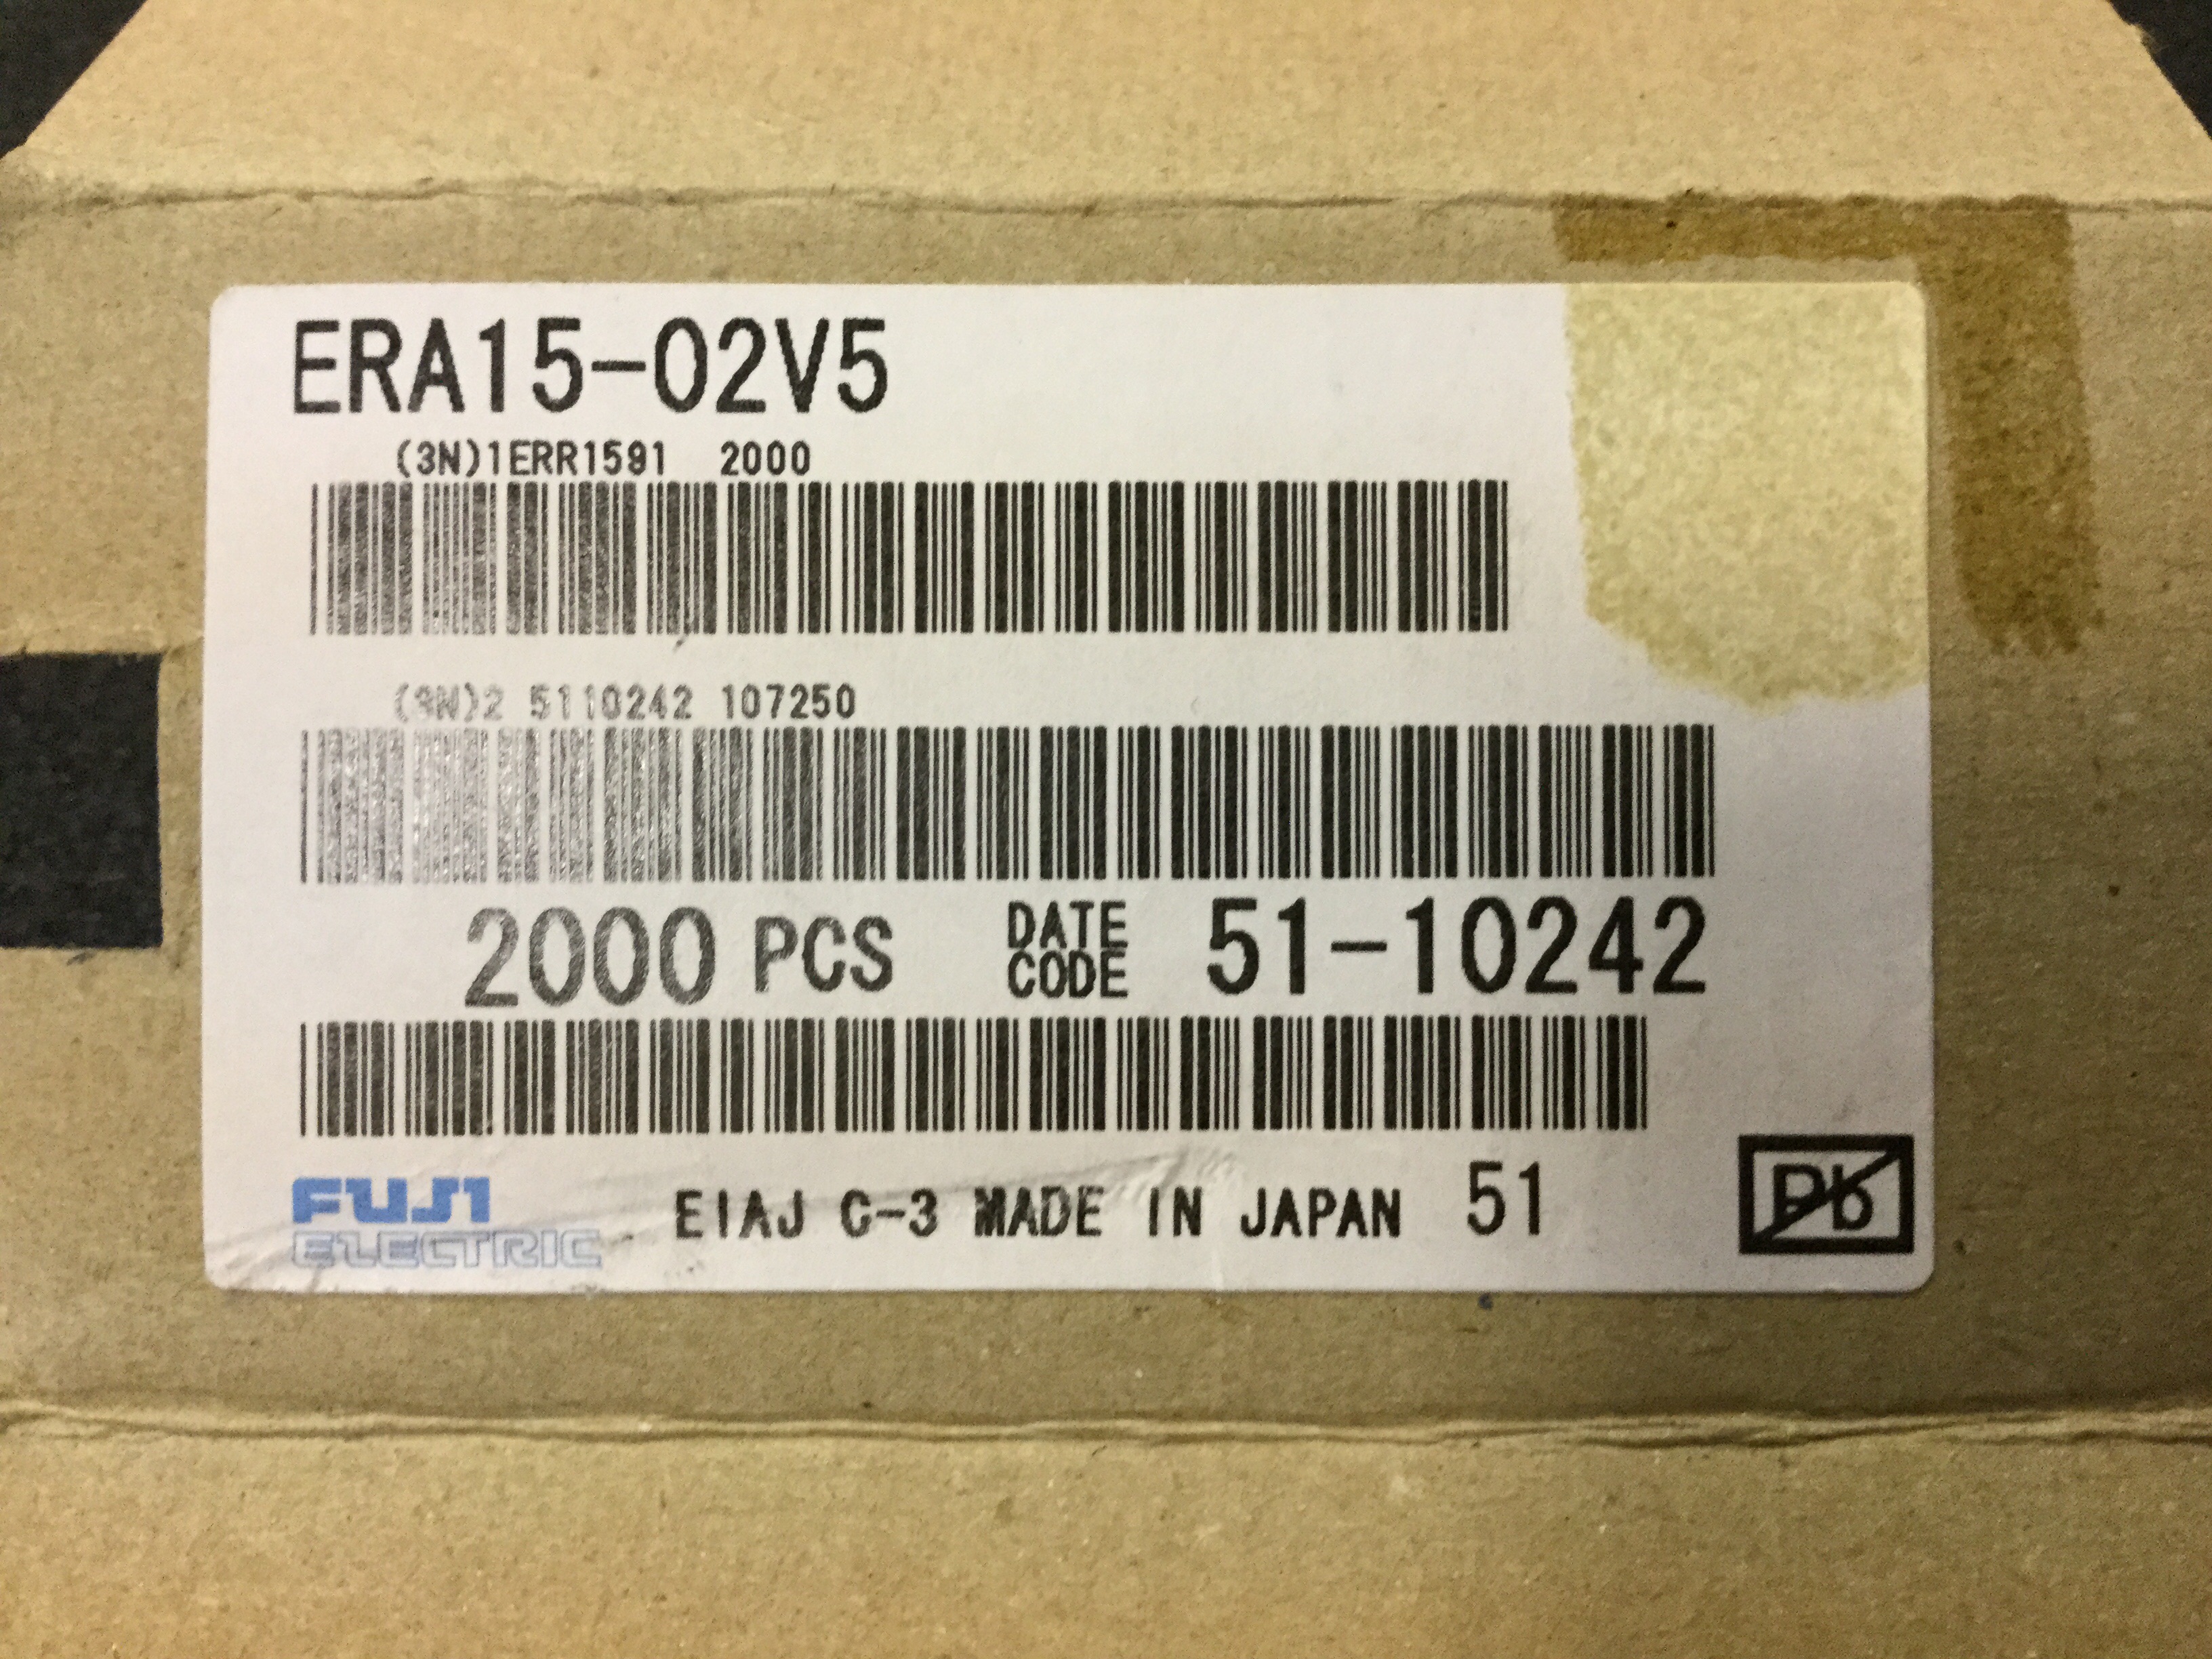 ERA15-02V5
(3N)1ERR1591 2000
(3N)2 5110242 107250
2000 PCS DATE CODE 51-10242
FUJI ELECTRIC EIAJ C-3 MADE IN JAPAN 51
Pb